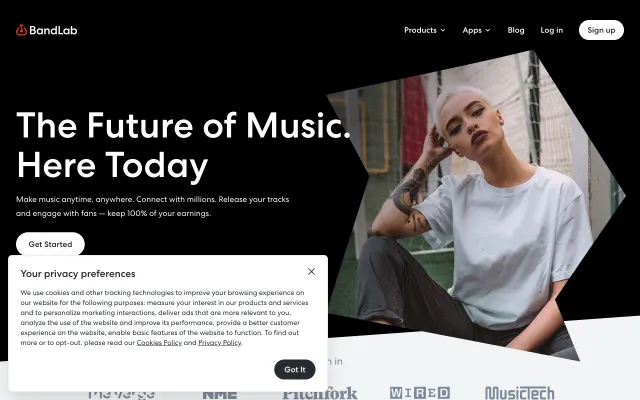 BandLab
Products
Apps
Blog
Log in
Sign up
The Future of Music.
Here Today
Make music anytime, anywhere. Connect with millions. Release your tracks
and engage with fans — keep 100% of your earnings.
Get Started
Your privacy preferences
We use cookies and other tracking technologies to improve your browsing experience on
our website for the following purposes: measure your interest in our products and services
and to personalize marketing interactions, deliver ads that are more relevant to you,
analyze the use of the website and improve its performance, provide a better customer
experience on the website, enable basic features of the website to function. To find out
more or to opt-out, please read our Cookies Policy and Privacy Policy.
Got It
in
The Verge
NME
Pitchfork
WIRED
MusicTech